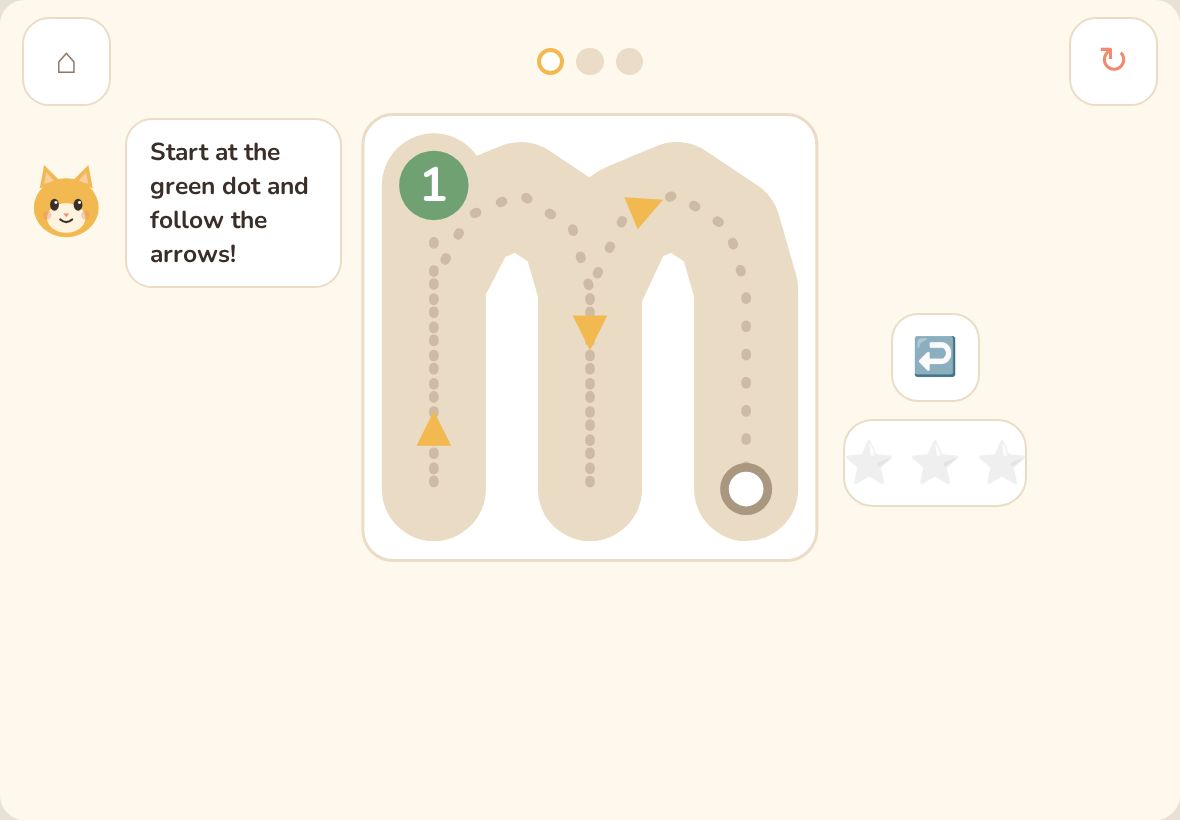 Start at the
green dot and
follow the
arrows!
1